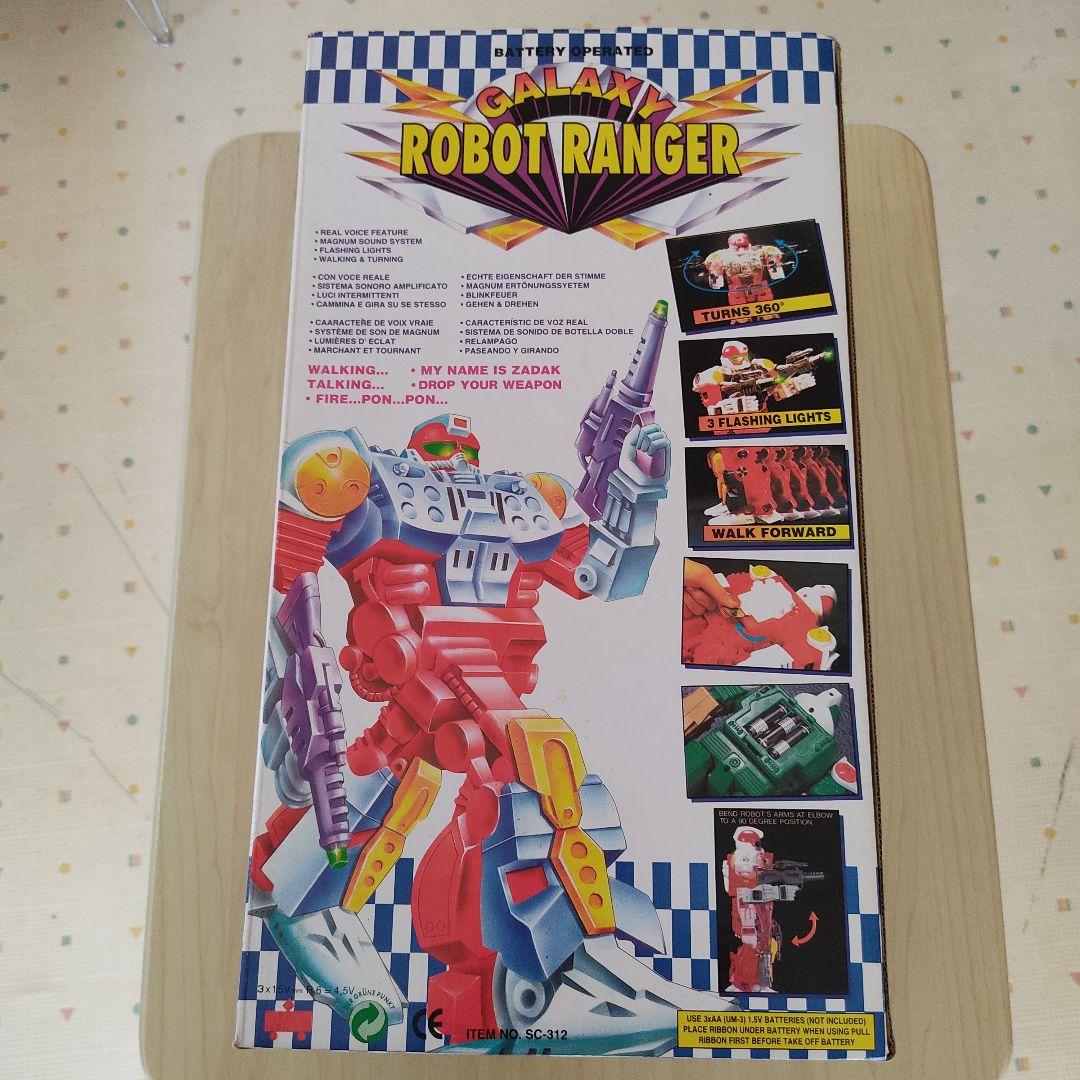 BATTERY OPERATED
GALAXY
ROBOT RANGER
• REAL VOICE FEATURE
• MAGNUM SOUND SYSTEM
• FLASHING LIGHTS
• WALKING & TURNING
• CON VOCE REALE
• SISTEMA SONORO AMPLIFICATO
• LUCI INTERMITTENTI
• CAMMINA E GIRA SU SE STESSO
• ECHTE EIGENSCHAFT DER STIMME
• MAGNUM ERTÖNUNGSSYETEM
• BLINKFEUER
• GEHEN & DREHEN
• CAARACTEŘE DE VOIX VRAIE
• SYSTÈME DE SON DE MAGNUM
• LUMIÈRES D' ECLAT
• MARCHANT ET TOURNANT
• CARACTERÍSTIC DE VOZ REAL
• SISTEMA DE SONIDO DE BOTELLA DOBLE
• RELAMPAGO
• PASEANDO Y GIRANDO
WALKING... • MY NAME IS ZADAK
TALKING... • DROP YOUR WEAPON
• FIRE...PON...PON...
TURNS 360°
3 FLASHING LIGHTS
WALK FORWARD
BEND ROBOT'S ARMS AT ELBOW
TO A 90 DEGREE POSITION.
3x1.5V R6=4.5V
DER GRÜNE PUNKT
CE
ITEM NO. SC-312
USE 3xAA (UM-3) 1.5V BATTERIES (NOT INCLUDED)
PLACE RIBBON UNDER BATTERY WHEN USING PULL
RIBBON FIRST BEFORE TAKE OFF BATTERY